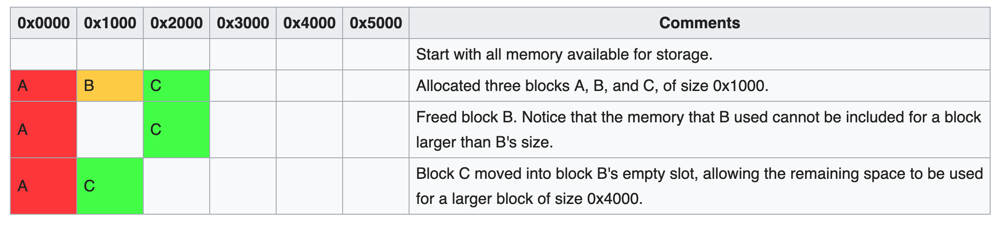 0x0000 0x1000 0x2000 0x3000 0x4000 0x5000 Comments
Start with all memory available for storage.
A B C Allocated three blocks A, B, and C, of size 0x1000.
A C Freed block B. Notice that the memory that B used cannot be included for a block
larger than B's size.
A C Block C moved into block B's empty slot, allowing the remaining space to be used
for a larger block of size 0x4000.